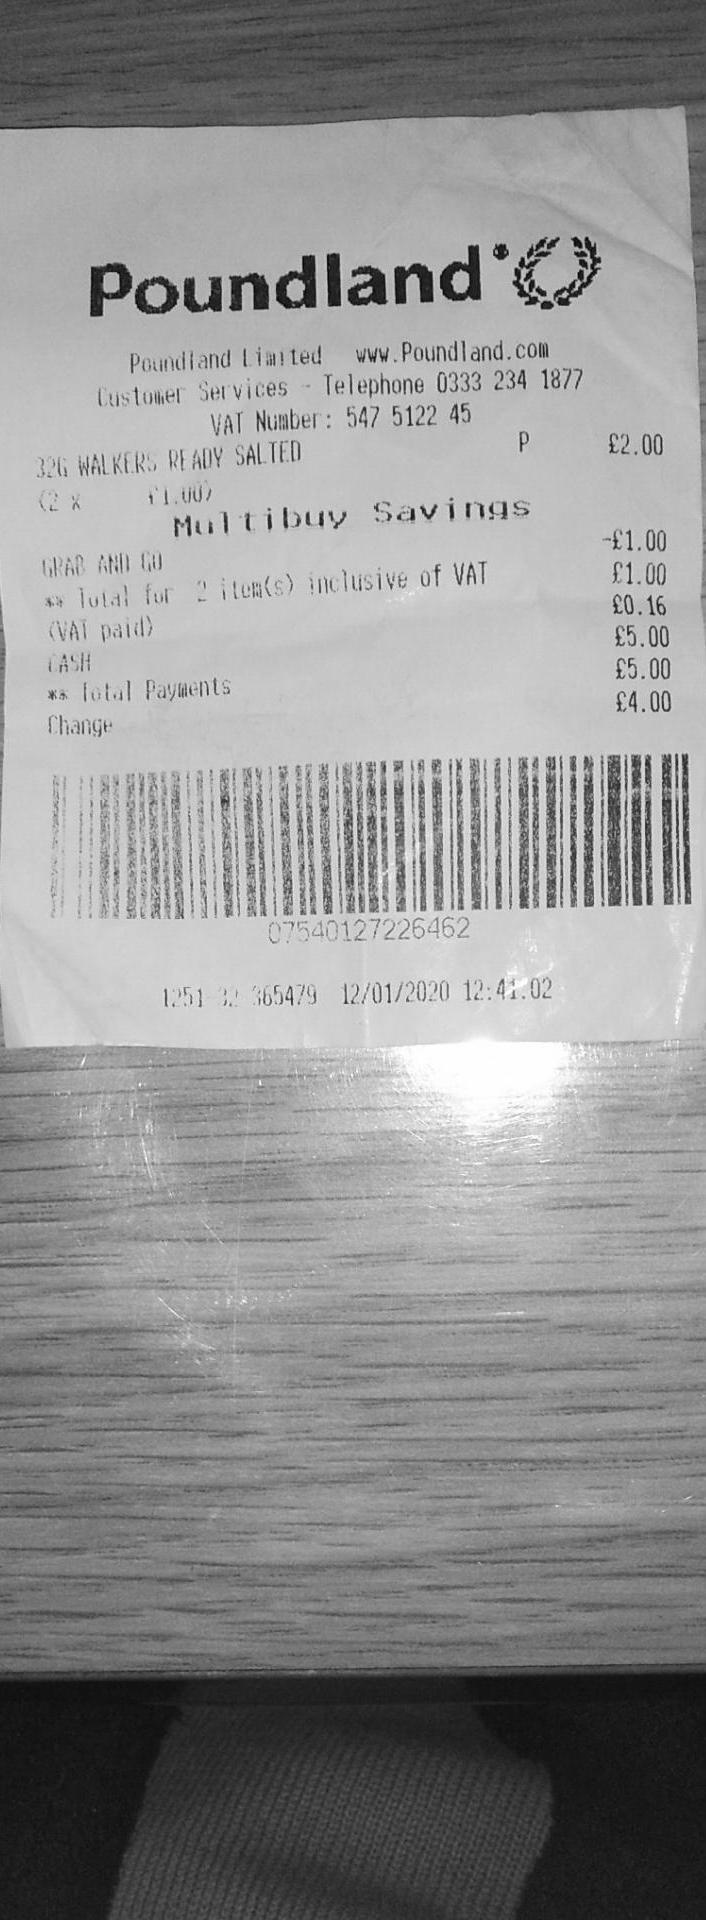 Poundland
Poundland Limited www.Poundland.com
Customer Services - Telephone 0333 234 1877
VAT Number: 547 5122 45
32G WALKERS READY SALTED P £2.00
(2 x £1.00)
Multibuy Savings
GRAB AND GO -£1.00
** Total for 2 item(s) inclusive of VAT £1.00
(VAT paid) £0.16
CASH £5.00
** Total Payments £5.00
Change £4.00
07540127226462
1251 32 365479 12/01/2020 12:41:02